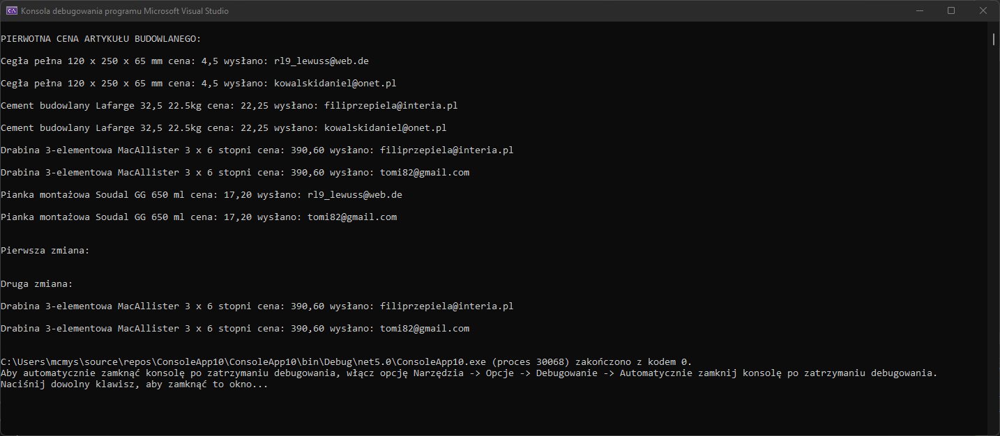 Konsola debugowania programu Microsoft Visual Studio
PIERWOTNA CENA ARTYKUŁU BUDOWLANEGO:
Cegła pełna 120 x 250 x 65 mm cena: 4,5 wysłano: rl9_lewuss@web.de
Cegła pełna 120 x 250 x 65 mm cena: 4,5 wysłano: kowalskidaniel@onet.pl
Cement budowlany Lafarge 32,5 22.5kg cena: 22,25 wysłano: filiprzepiela@interia.pl
Cement budowlany Lafarge 32,5 22.5kg cena: 22,25 wysłano: kowalskidaniel@onet.pl
Drabina 3-elementowa MacAllister 3 x 6 stopni cena: 390,60 wysłano: filiprzepiela@interia.pl
Drabina 3-elementowa MacAllister 3 x 6 stopni cena: 390,60 wysłano: tomi82@gmail.com
Pianka montażowa Soudal GG 650 ml cena: 17,20 wysłano: rl9_lewuss@web.de
Pianka montażowa Soudal GG 650 ml cena: 17,20 wysłano: tomi82@gmail.com
Pierwsza zmiana:
Druga zmiana:
Drabina 3-elementowa MacAllister 3 x 6 stopni cena: 390,60 wysłano: filiprzepiela@interia.pl
Drabina 3-elementowa MacAllister 3 x 6 stopni cena: 390,60 wysłano: tomi82@gmail.com
C:\Users\mcmys\source\repos\ConsoleApp10\ConsoleApp10\bin\Debug\net5.0\ConsoleApp10.exe (proces 30068) zakończono z kodem 0.
Aby automatycznie zamknąć konsolę po zatrzymaniu debugowania, włącz opcję Narzędzia -> Opcje -> Debugowanie -> Automatycznie zamknij konsolę po zatrzymaniu debugowania.
Naciśnij dowolny klawisz, aby zamknąć to okno...